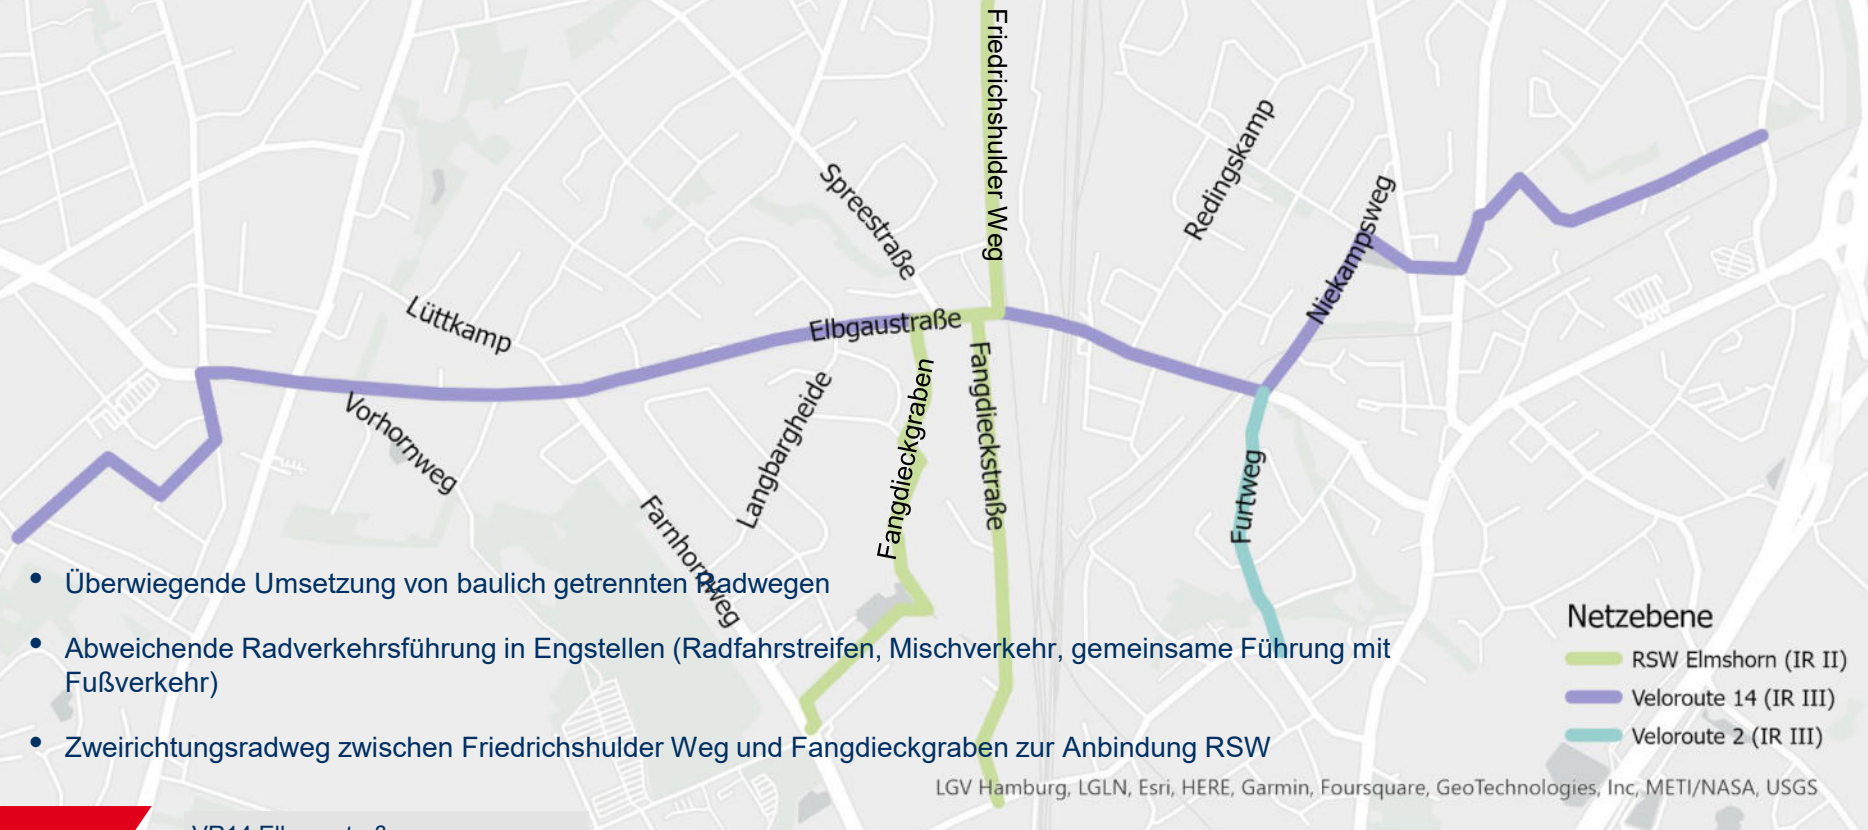 Friedrichshulder Weg
Redingskamp
Spreestraße
Niekampsweg
Lüttkamp
Elbgaustraße
Vorhornweg
Langbargheide
Fangdieckgraben
Fangdieckstraße
Furtweg
Farnhornweg
• Überwiegende Umsetzung von baulich getrennten Radwegen
• Abweichende Radverkehrsführung in Engstellen (Radfahrstreifen, Mischverkehr, gemeinsame Führung mit
Fußverkehr)
• Zweirichtungsradweg zwischen Friedrichshulder Weg und Fangdieckgraben zur Anbindung RSW
Netzebene
RSW Elmshorn (IR II)
Veloroute 14 (IR III)
Veloroute 2 (IR III)
LGV Hamburg, LGLN, Esri, HERE, Garmin, Foursquare, GeoTechnologies, Inc, METI/NASA, USGS